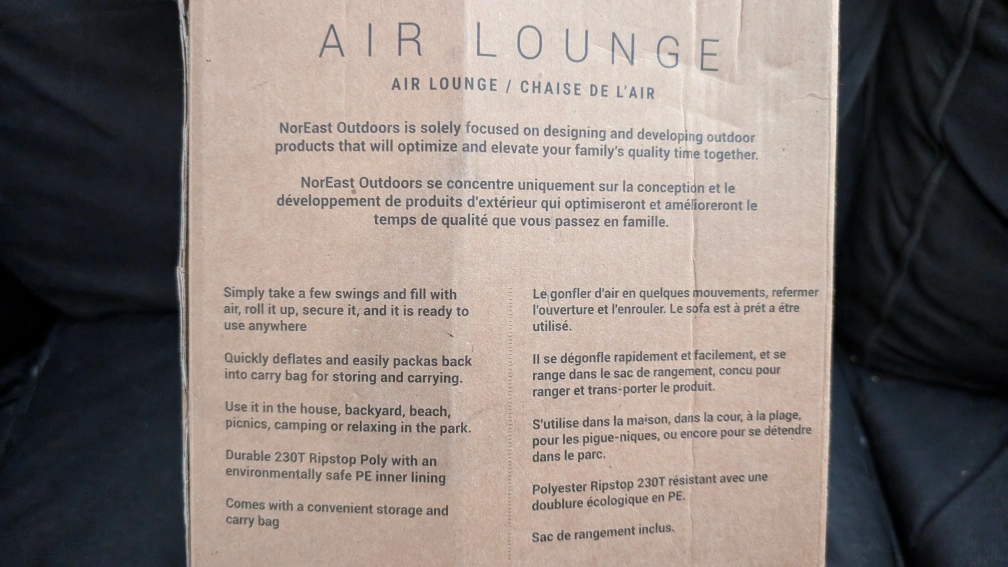 AIR LOUNGE
AIR LOUNGE / CHAISE DE L'AIR
NorEast Outdoors is solely focused on designing and developing outdoor
products that will optimize and elevate your family's quality time together.
NorEast Outdoors se concentre uniquement sur la conception et le
développement de produits d'extérieur qui optimiseront et amélioreront le
temps de qualité que vous passez en famille.
Simply take a few swings and fill with
air, roll it up, secure it, and it is ready to
use anywhere
Quickly deflates and easily packas back
into carry bag for storing and carrying.
Use it in the house, backyard, beach,
picnics, camping or relaxing in the park.
Durable 230T Ripstop Poly with an
environmentally safe PE inner lining
Comes with a convenient storage and
carry bag
Le gonfler d'air en quelques mouvements, refermer
l'ouverture et l'enrouler. Le sofa est à prét a étre
utilisé.
Il se dégonfle rapidement et facilement, et se
range dans le sac de rangement, concu pour
ranger et trans-porter le produit.
S'utilise dans la maison, dans la cour, à la plage,
pour les pigue-niques, ou encore pour se détendre
dans le parc.
Polyester Ripstop 230T résistant avec une
doublure écologique en PE.
Sac de rangement inclus.